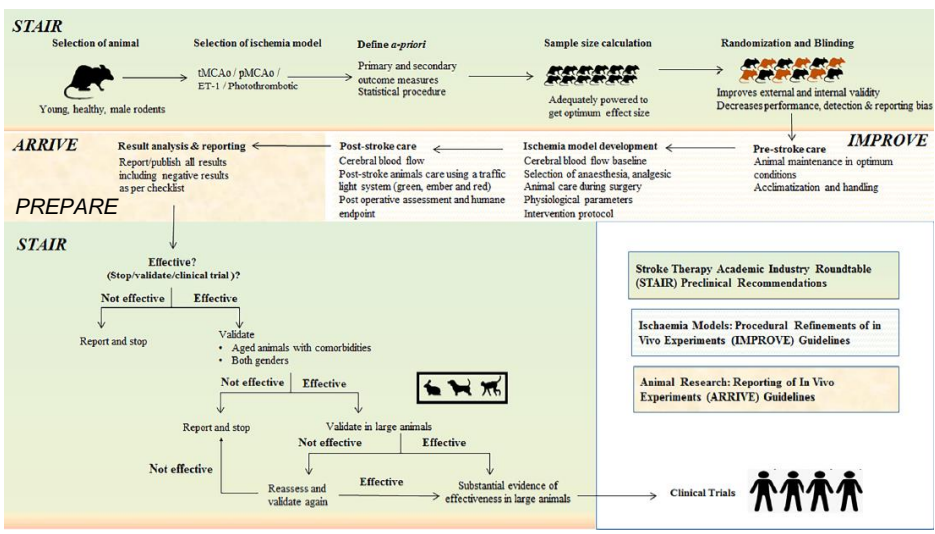 STAIR
Selection of animal
Young, healthy, male rodents
Selection of ischemia model
tMCAo / pMCAo /
ET-1 / Photothrombotic
Define a-priori
Primary and secondary
outcome measures
Statistical procedure
Sample size calculation
Adequately powered to
get optimum effect size
Randomization and Blinding
Improves external and internal validity
Decreases performance, detection & reporting bias
IMPROVE
Pre-stroke care
Animal maintenance in optimum
conditions
Acclimatization and handling
Ischemia model development
Cerebral blood flow baseline
Selection of anaesthesia, analgesic
Animal care during surgery
Physiological parameters
Intervention protocol
Post-stroke care
Cerebral blood flow
Post-stroke animals care using a traffic
light system (green, ember and red)
Post operative assessment and humane
endpoint
ARRIVE
Result analysis & reporting
Report/publish all results
including negative results
as per checklist
PREPARE
STAIR
Effective?
(Stop/validate/clinical trial)?
Not effective
Effective
Report and stop
Validate
• Aged animals with comorbidities
• Both genders
Not effective
Effective
Report and stop
Validate in large animals
Not effective
Effective
Not effective
Reassess and
validate again
Effective
Substantial evidence of
effectiveness in large animals
Clinical Trials
Stroke Therapy Academic Industry Roundtable
(STAIR) Preclinical Recommendations
Ischaemia Models: Procedural Refinements of in
Vivo Experiments (IMPROVE) Guidelines
Animal Research: Reporting of In Vivo
Experiments (ARRIVE) Guidelines